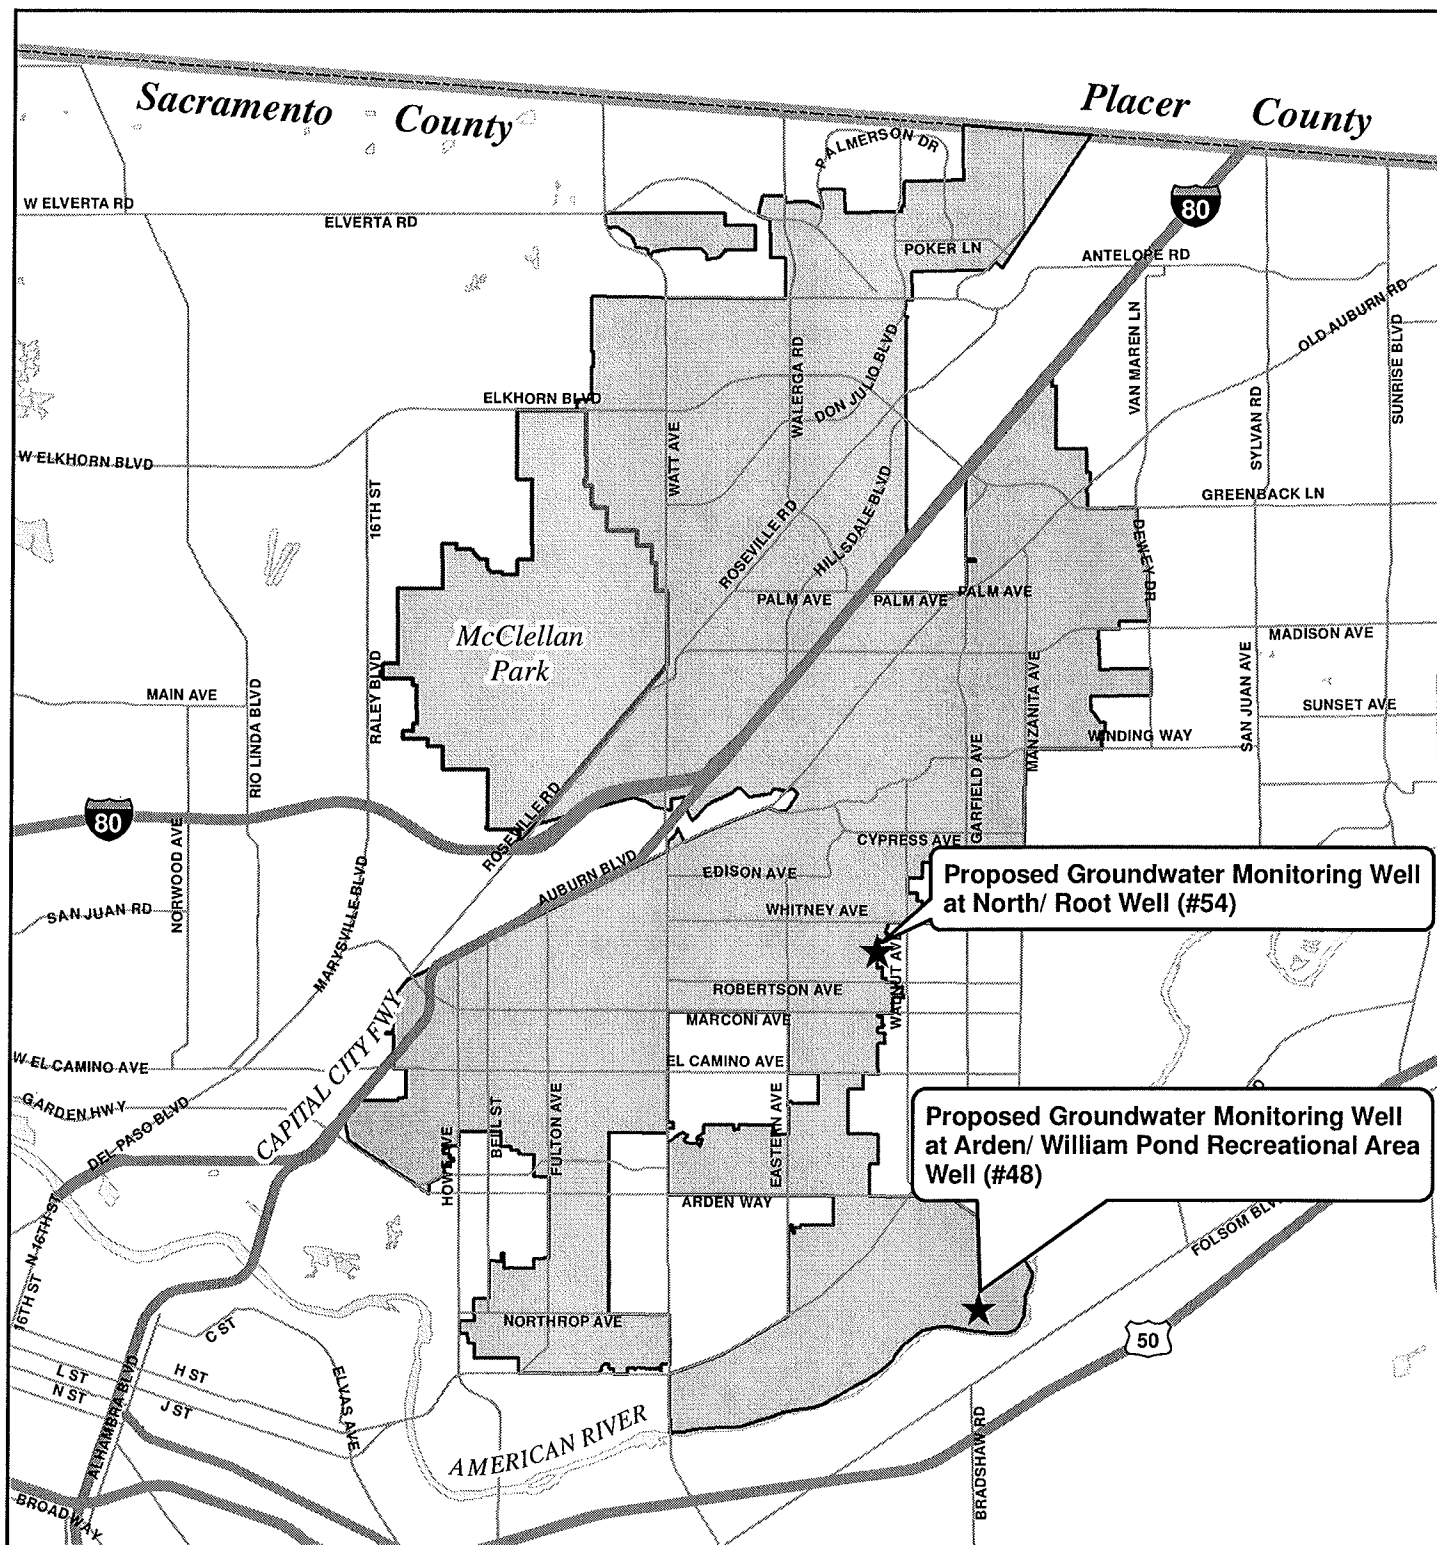 Sacramento County
Placer County
PALMERSON DR
80
W ELVERTA RD
ELVERTA RD
POKER LN
ANTELOPE RD
OLD AUBURN RD
VAN MAREN LN
SUNRISE BLVD
WALERGA RD
DON JULIO BLVD
ELKHORN BLVD
SYLVAN RD
W ELKHORN BLVD
WATT AVE
16TH ST
GREENBACK LN
ROSEVILLE RD
HILLSDALE BLVD
DEWEY DR
PALM AVE
PALM AVE
PALM AVE
McClellan
Park
MADISON AVE
MAIN AVE
RIO LINDA BLVD
RALEY BLVD
MANZANITA AVE
SAN JUAN AVE
SUNSET AVE
WINDING WAY
GARFIELD AVE
80
NORWOOD AVE
ROSEVILLE RD
CYPRESS AVE
AUBURN BLVD
EDISON AVE
Proposed Groundwater Monitoring Well
at North/ Root Well (#54)
SAN JUAN RD
MARYSVILLE BLVD
WHITNEY AVE
WALNUT AVE
ROBERTSON AVE
MARCONI AVE
CAPITAL CITY FWY
W EL CAMINO AVE
EL CAMINO AVE
GARDEN HWY
DEL PASO BLVD
HOWE AVE
BELL ST
FULTON AVE
EASTERN AVE
Proposed Groundwater Monitoring Well
at Arden/ William Pond Recreational Area
Well (#48)
ARDEN WAY
N 16TH ST
16TH ST
FOLSOM BLVD
NORTHROP AVE
50
C ST
H ST
L ST
N ST
J ST
ELVAS AVE
ALHAMBRA BLVD
AMERICAN RIVER
BRADSHAW RD
BROADWAY